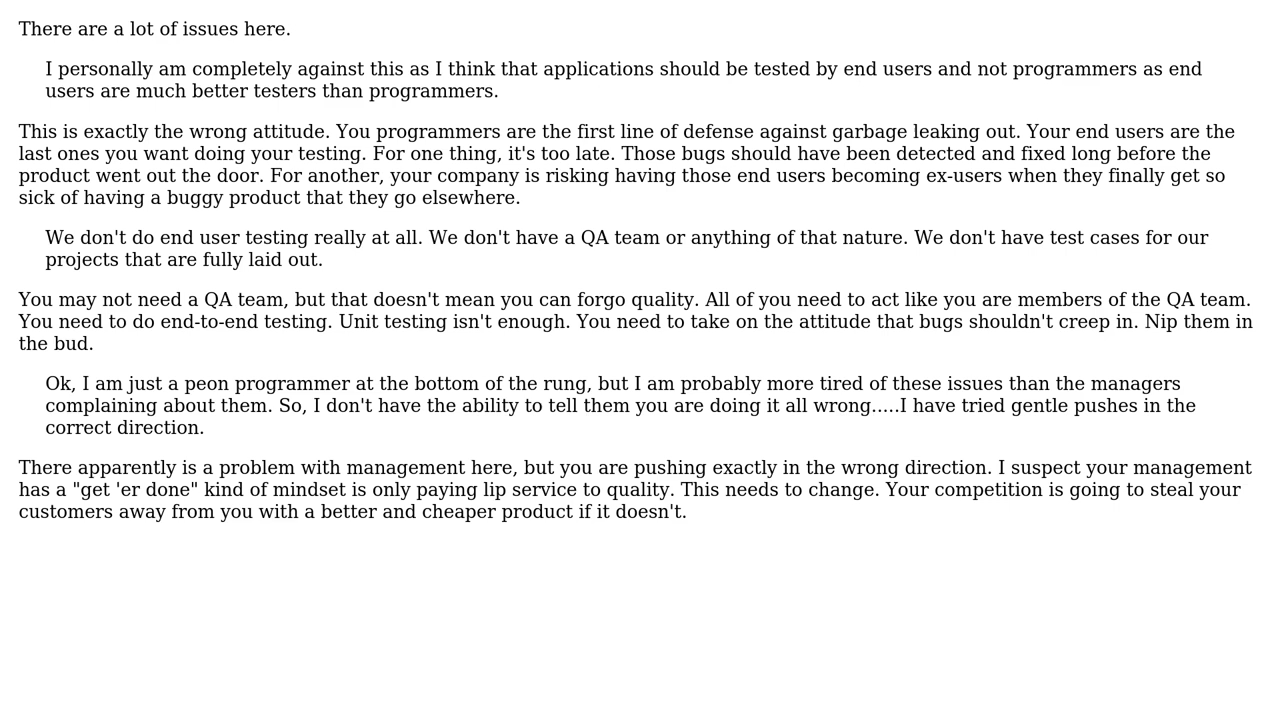 There are a lot of issues here.
I personally am completely against this as I think that applications should be tested by end users and not programmers as end
users are much better testers than programmers.
This is exactly the wrong attitude. You programmers are the first line of defense against garbage leaking out. Your end users are the
last ones you want doing your testing. For one thing, it's too late. Those bugs should have been detected and fixed long before the
product went out the door. For another, your company is risking having those end users becoming ex-users when they finally get so
sick of having a buggy product that they go elsewhere.
We don't do end user testing really at all. We don't have a QA team or anything of that nature. We don't have test cases for our
projects that are fully laid out.
You may not need a QA team, but that doesn't mean you can forgo quality. All of you need to act like you are members of the QA team.
You need to do end-to-end testing. Unit testing isn't enough. You need to take on the attitude that bugs shouldn't creep in. Nip them in
the bud.
Ok, I am just a peon programmer at the bottom of the rung, but I am probably more tired of these issues than the managers
complaining about them. So, I don't have the ability to tell them you are doing it all wrong.....I have tried gentle pushes in the
correct direction.
There apparently is a problem with management here, but you are pushing exactly in the wrong direction. I suspect your management
has a "get 'er done" kind of mindset is only paying lip service to quality. This needs to change. Your competition is going to steal your
customers away from you with a better and cheaper product if it doesn't.